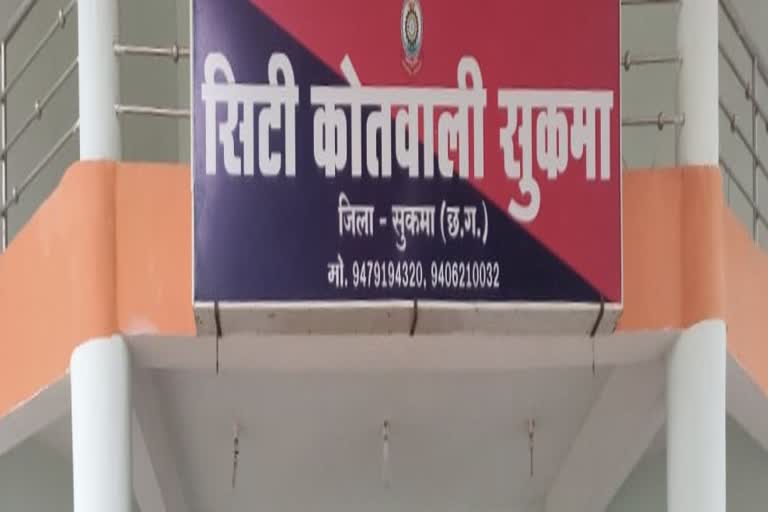 सिटी कोतवाली सुकमा
जिला - सुकमा (छ.ग.)
मो. 9479194320, 9406210032